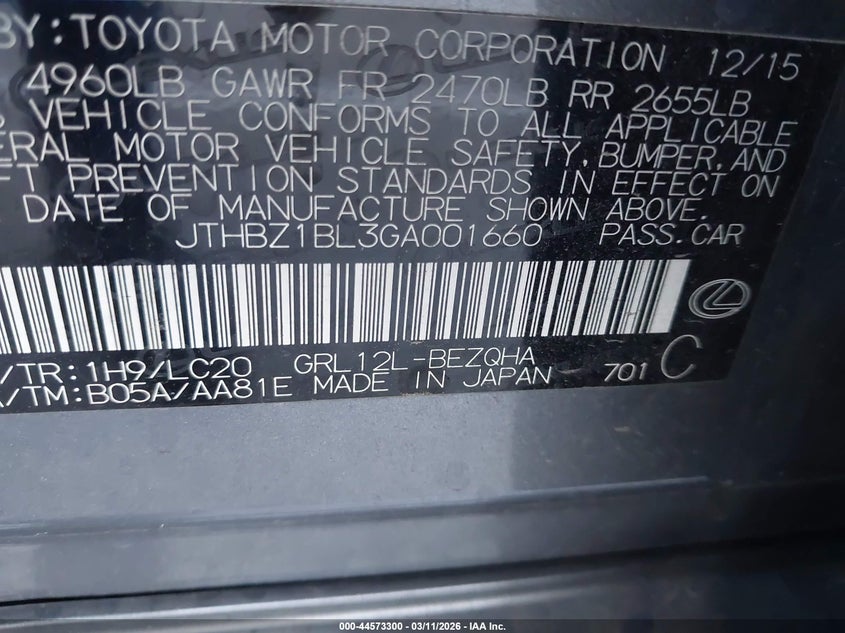 BY:TOYOTA MOTOR CORPORATION 12/15
4960LB GAWR FR 2470LB RR 2655LB
VEHICLE CONFORMS TO ALL APPLICABLE
ERAL MOTOR VEHICLE SAFETY,BUMPER,AND
FT PREVENTION STANDARDS IN EFFECT ON
DATE OF MANUFACTURE SHOWN ABOVE.
JTHBZ1BL3GA001660 PASS.CAR
/TR:1H9/LC20 GRL12L-BEZQHA
/TM:B05A/AA81E MADE IN JAPAN 701 C
000-44573300 | 03/11/2026 - IAA Inc.